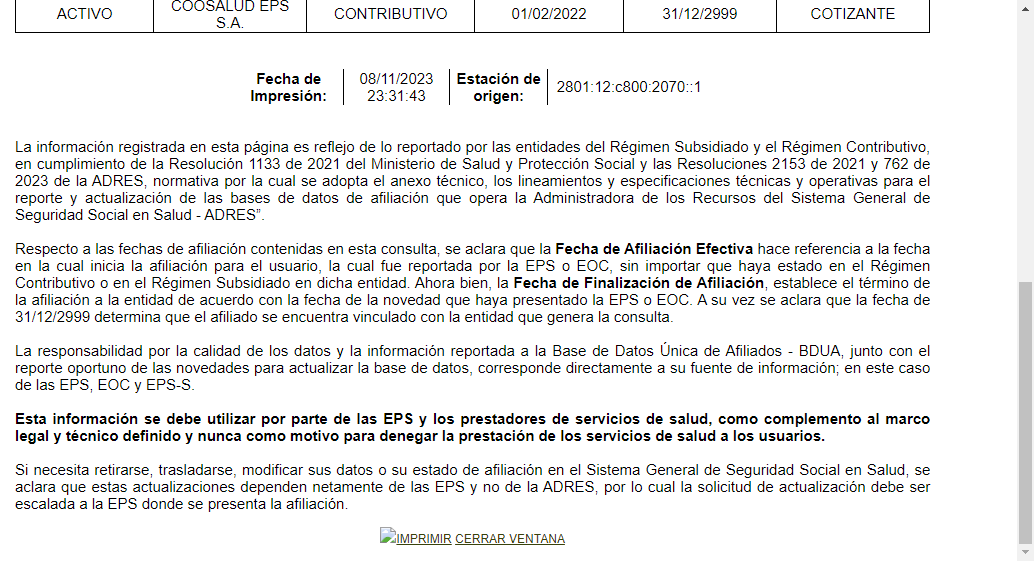 ACTIVO COOSALUD EPS S.A. CONTRIBUTIVO 01/02/2022 31/12/2999 COTIZANTE
Fecha de Impresión: 08/11/2023 23:31:43 Estación de origen: 2801:12:c800:2070::1
La información registrada en esta página es reflejo de lo reportado por las entidades del Régimen Subsidiado y el Régimen Contributivo,
en cumplimiento de la Resolución 1133 de 2021 del Ministerio de Salud y Protección Social y las Resoluciones 2153 de 2021 y 762 de
2023 de la ADRES, normativa por la cual se adopta el anexo técnico, los lineamientos y especificaciones técnicas y operativas para el
reporte y actualización de las bases de datos de afiliación que opera la Administradora de los Recursos del Sistema General de
Seguridad Social en Salud - ADRES”.
Respecto a las fechas de afiliación contenidas en esta consulta, se aclara que la Fecha de Afiliación Efectiva hace referencia a la fecha
en la cual inicia la afiliación para el usuario, la cual fue reportada por la EPS o EOC, sin importar que haya estado en el Régimen
Contributivo o en el Régimen Subsidiado en dicha entidad. Ahora bien, la Fecha de Finalización de Afiliación, establece el término de
la afiliación a la entidad de acuerdo con la fecha de la novedad que haya presentado la EPS o EOC. A su vez se aclara que la fecha de
31/12/2999 determina que el afiliado se encuentra vinculado con la entidad que genera la consulta.
La responsabilidad por la calidad de los datos y la información reportada a la Base de Datos Única de Afiliados - BDUA, junto con el
reporte oportuno de las novedades para actualizar la base de datos, corresponde directamente a su fuente de información; en este caso
de las EPS, EOC y EPS-S.
Esta información se debe utilizar por parte de las EPS y los prestadores de servicios de salud, como complemento al marco
legal y técnico definido y nunca como motivo para denegar la prestación de los servicios de salud a los usuarios.
Si necesita retirarse, trasladarse, modificar sus datos o su estado de afiliación en el Sistema General de Seguridad Social en Salud, se
aclara que estas actualizaciones dependen netamente de las EPS y no de la ADRES, por lo cual la solicitud de actualización debe ser
escalada a la EPS donde se presenta la afiliación.
IMPRIMIR CERRAR VENTANA